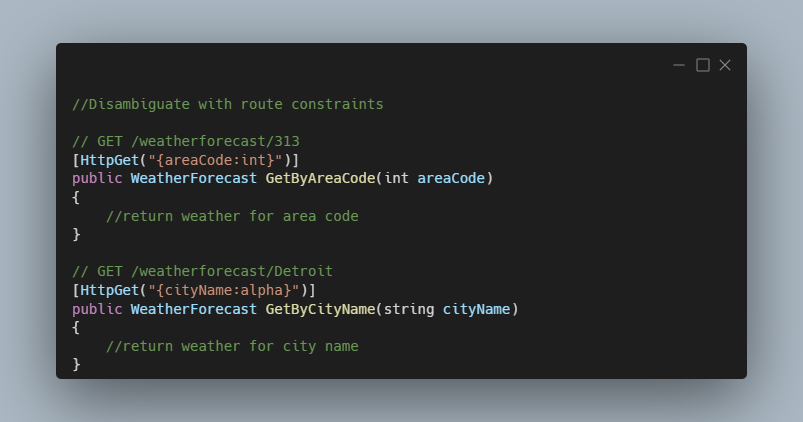 //Disambiguate with route constraints
// GET /weatherforecast/313
[HttpGet("{areaCode:int}")]
public WeatherForecast GetByAreaCode(int areaCode)
{
    //return weather for area code
}
// GET /weatherforecast/Detroit
[HttpGet("{cityName:alpha}")]
public WeatherForecast GetByCityName(string cityName)
{
    //return weather for city name
}